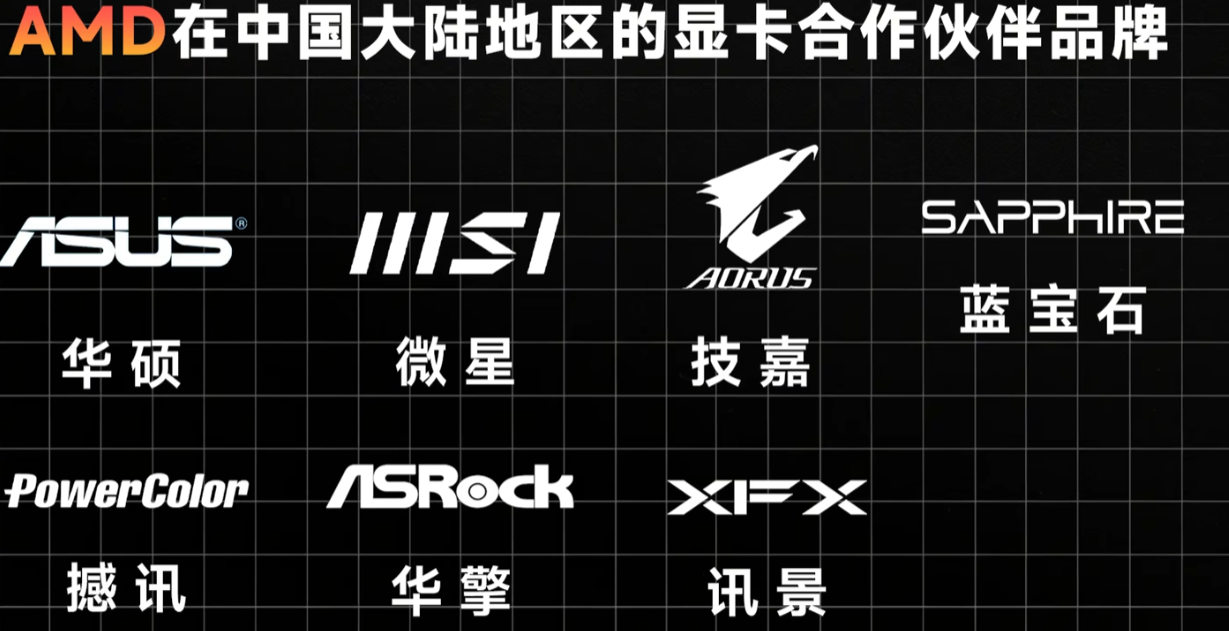 AMD在中国大陆地区的显卡合作伙伴品牌
ASUS® MSI AORUS SAPPHIRE
华硕 微星 技嘉 蓝宝石
PowerColor ASRock XFX
撼讯 华擎 讯景